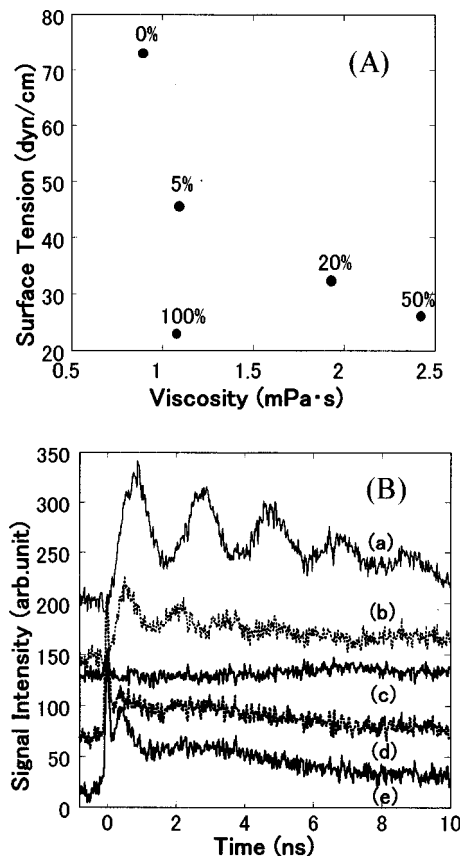 80
70
60
50
40
30
20
Surface Tension (dyn/cm)
0%
(A)
5%
20%
50%
100%
0.5
1
1.5
2
2.5
Viscosity (mPa·s)
350
300
250
200
150
100
50
0
Signal Intensity (arb.unit)
(B)
(a)
(b)
(c)
(d)
(e)
0
2
4
6
8
10
Time (ns)